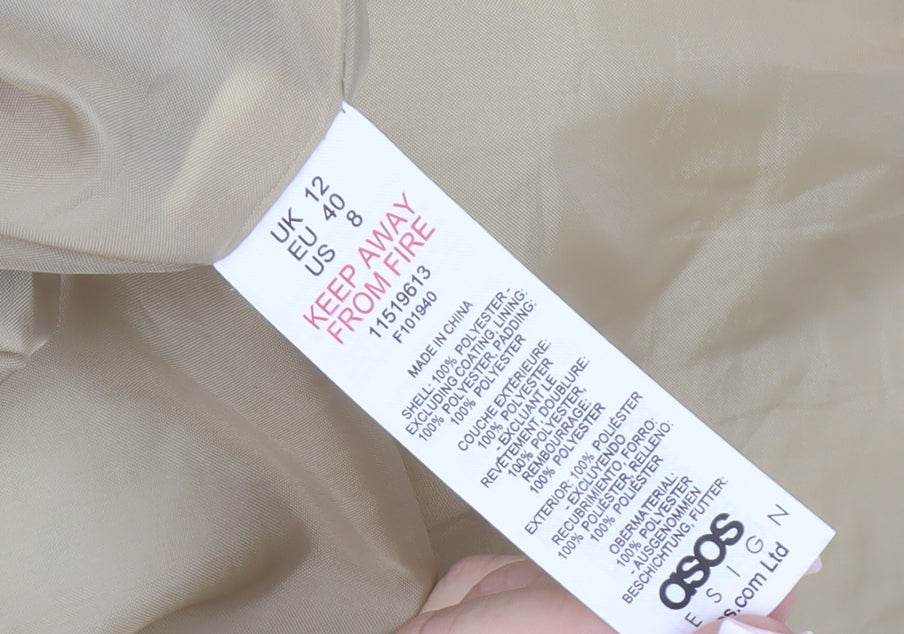 UK 12
EU 40
US 8
KEEP AWAY
FROM FIRE
11519613
F101940
MADE IN CHINA
SHELL: 100% POLYESTER -
EXCLUDING COATING, LINING:
100% POLYESTER, PADDING:
100% POLYESTER
COUCHE EXTÉRIEURE:
100% POLYESTER
- EXCLUANT LE
REVÊTEMENT, DOUBLURE:
100% POLYESTER,
REMBOURRAGE:
100% POLYESTER
EXTERIOR: 100% POLIÉSTER
- EXCLUYENDO
RECUBRIMIENTO, FORRO:
100% POLIÉSTER, RELLENO:
100% POLIÉSTER
OBERMATERIAL:
100% POLYESTER
- AUSGENOMMEN
BESCHICHTUNG, FUTTER:
asos
E S I G N
s.com Ltd